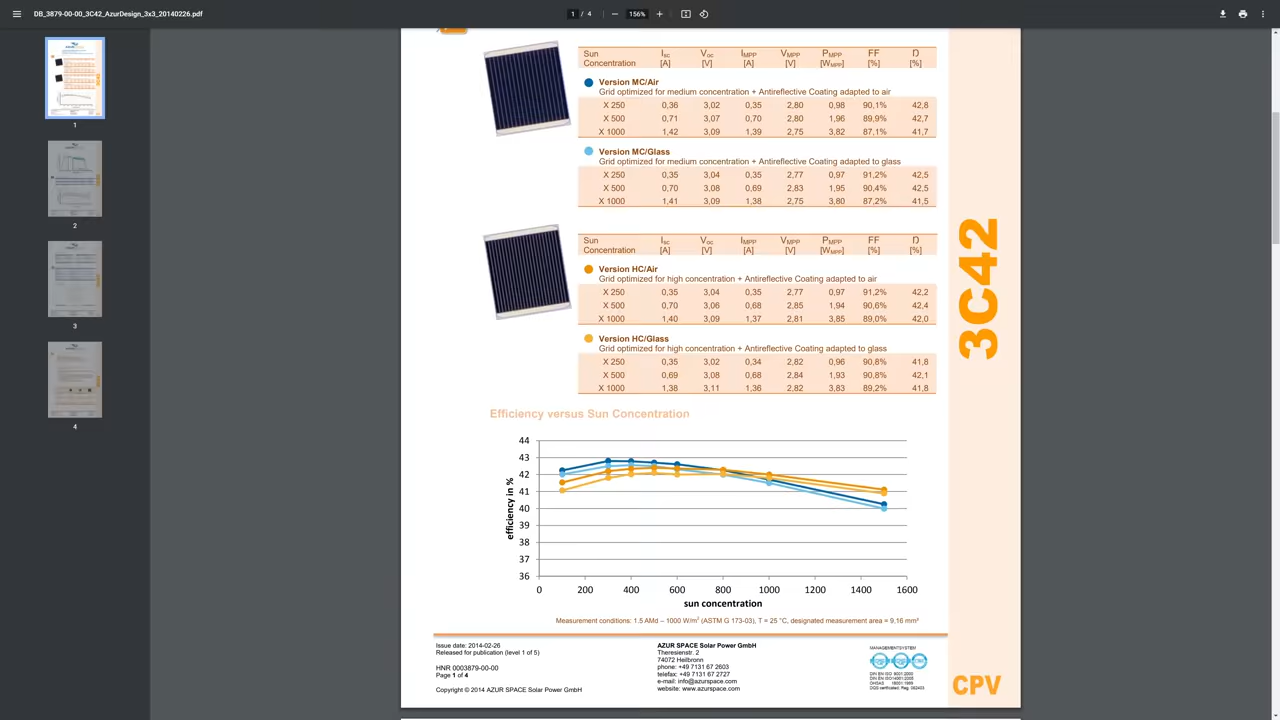 DB_3879-00-00_3C42_AzurDesign_3x3_20140226.pdf
1 / 4
156%
1
2
3
4
Sun Concentration Isc [A] Voc [V] IMPP [A] VMPP [V] PMPP [WMPP] FF [%] η [%]
Version MC/Air
Grid optimized for medium concentration + Antireflective Coating adapted to air
X 250 0,36 3,02 0,35 2,80 0,98 90,1% 42,8
X 500 0,71 3,07 0,70 2,80 1,96 89,9% 42,7
X 1000 1,42 3,09 1,39 2,75 3,82 87,1% 41,7
Version MC/Glass
Grid optimized for medium concentration + Antireflective Coating adapted to glass
X 250 0,35 3,04 0,35 2,77 0,97 91,2% 42,5
X 500 0,70 3,08 0,69 2,83 1,95 90,4% 42,5
X 1000 1,41 3,09 1,38 2,75 3,80 87,2% 41,5
Sun Concentration Isc [A] Voc [V] IMPP [A] VMPP [V] PMPP [WMPP] FF [%] η [%]
Version HC/Air
Grid optimized for high concentration + Antireflective Coating adapted to air
X 250 0,35 3,04 0,35 2,77 0,97 91,2% 42,2
X 500 0,70 3,06 0,68 2,85 1,94 90,6% 42,4
X 1000 1,40 3,09 1,37 2,81 3,85 89,0% 42,0
Version HC/Glass
Grid optimized for high concentration + Antireflective Coating adapted to glass
X 250 0,35 3,02 0,34 2,82 0,96 90,8% 41,8
X 500 0,69 3,08 0,68 2,84 1,93 90,8% 42,1
X 1000 1,38 3,11 1,36 2,82 3,83 89,2% 41,8
3C42
Efficiency versus Sun Concentration
efficiency in %
44
43
42
41
40
39
38
37
36
0 200 400 600 800 1000 1200 1400 1600
sun concentration
Measurement conditions: 1.5 AMd – 1000 W/m² (ASTM G 173-03), T = 25 °C, designated measurement area = 9,16 mm²
Issue date: 2014-02-26
Released for publication (level 1 of 5)
HNR 0003879-00-00
Page 1 of 4
Copyright © 2014 AZUR SPACE Solar Power GmbH
AZUR SPACE Solar Power GmbH
Theresienstr. 2
74072 Heilbronn
phone: +49 7131 67 2603
telefax: +49 7131 67 2727
e-mail: info@azurspace.com
website: www.azurspace.com
MANAGEMENTSYSTEM
DIN EN ISO 9001:2000
DIN EN ISO 14001:2005
OHSAS 18001:1999
DQS certificated: Reg. 062403
CPV